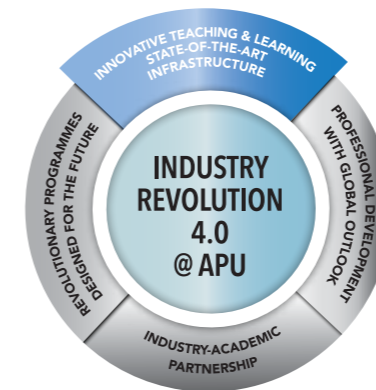 INNOVATIVE TEACHING & LEARNING
STATE-OF-THE-ART
INFRASTRUCTURE
PROFESSIONAL DEVELOPMENT
WITH GLOBAL OUTLOOK
INDUSTRY-ACADEMIC
PARTNERSHIP
REVOLUTIONARY PROGRAMMES
DESIGNED FOR THE FUTURE
INDUSTRY
REVOLUTION
4.0
@ APU